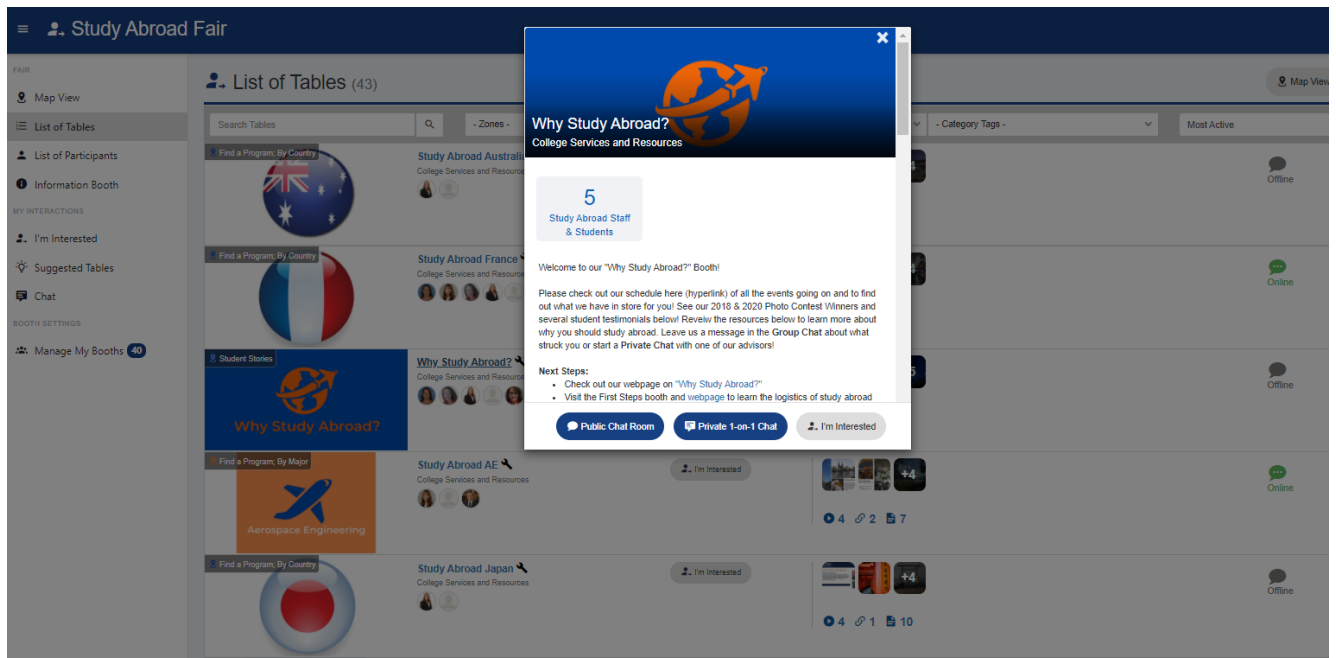 Study Abroad Fair
FAIR
Map View
List of Tables
List of Participants
Information Booth
MY INTERACTIONS
I'm Interested
Suggested Tables
Chat
BOOTH SETTINGS
Manage My Booths 40
List of Tables (43)
Map View
Search Tables
- Zones -
- Category Tags -
Most Active
Find a Program; By Country
Study Abroad Australia
College Services and Resources
Offline
Find a Program; By Country
Study Abroad France
College Services and Resources
Online
Student Stories
Why Study Abroad?
Why Study Abroad?
College Services and Resources
Offline
Find a Program; By Major
Aerospace Engineering
Study Abroad AE
College Services and Resources
I'm Interested
+4
4 2 7
Online
Find a Program; By Country
Study Abroad Japan
College Services and Resources
I'm Interested
+4
4 1 10
Offline
Why Study Abroad?
College Services and Resources
5
Study Abroad Staff
& Students
Welcome to our "Why Study Abroad?" Booth!
Please check out our schedule here (hyperlink) of all the events going on and to find
out what we have in store for you! See our 2018 & 2020 Photo Contest Winners and
several student testimonials below! Reveiw the resources below to learn more about
why you should study abroad. Leave us a message in the Group Chat about what
struck you or start a Private Chat with one of our advisors!
Next Steps:
• Check out our webpage on "Why Study Abroad?"
• Visit the First Steps booth and webpage to learn the logistics of study abroad
Public Chat Room
Private 1-on-1 Chat
I'm Interested